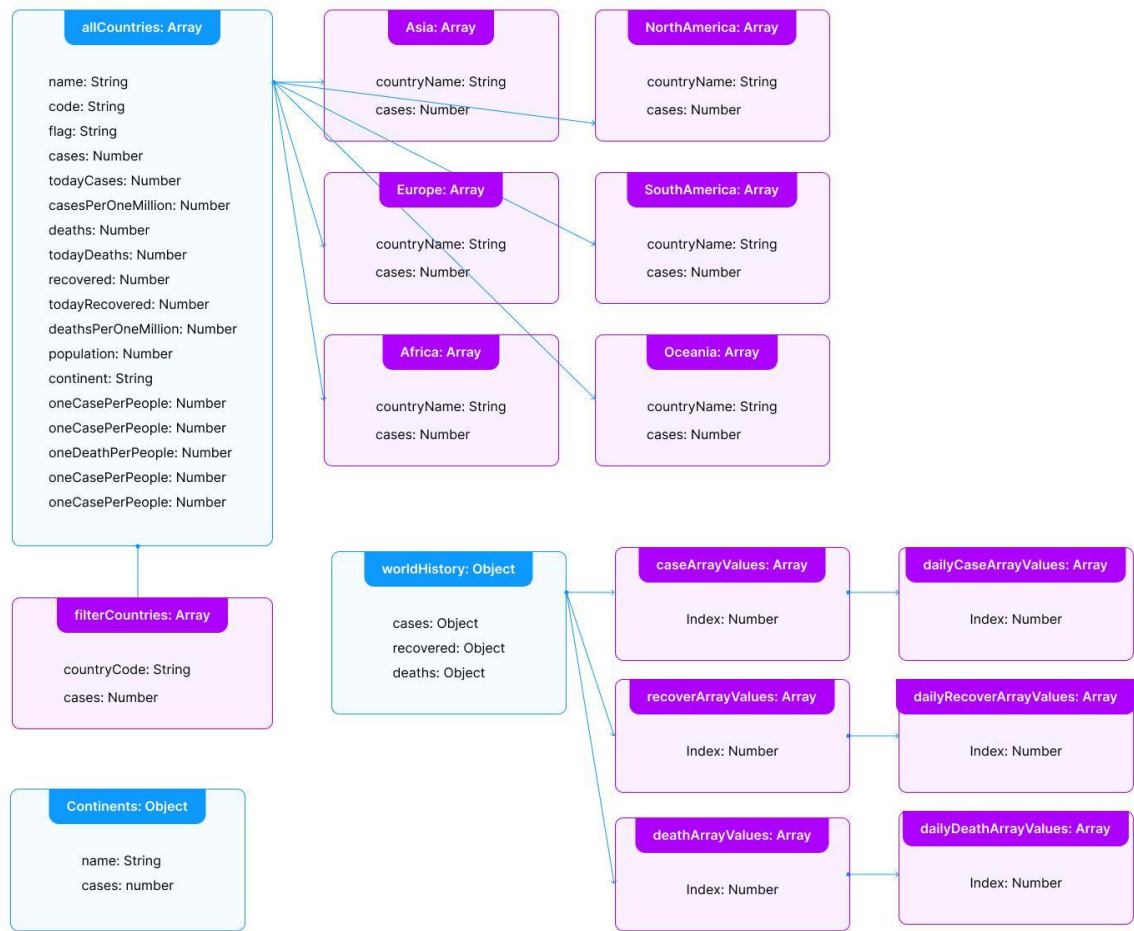 allCountries: Array
name: String
code: String
flag: String
cases: Number
todayCases: Number
casesPerOneMillion: Number
deaths: Number
todayDeaths: Number
recovered: Number
todayRecovered: Number
deathsPerOneMillion: Number
population: Number
continent: String
oneCasePerPeople: Number
oneCasePerPeople: Number
oneDeathPerPeople: Number
oneCasePerPeople: Number
oneCasePerPeople: Number
Asia: Array
countryName: String
cases: Number
NorthAmerica: Array
countryName: String
cases: Number
Europe: Array
countryName: String
cases: Number
SouthAmerica: Array
countryName: String
cases: Number
Africa: Array
countryName: String
cases: Number
Oceania: Array
countryName: String
cases: Number
filterCountries: Array
countryCode: String
cases: Number
worldHistory: Object
cases: Object
recovered: Object
deaths: Object
caseArrayValues: Array
Index: Number
dailyCaseArrayValues: Array
Index: Number
recoverArrayValues: Array
Index: Number
dailyRecoverArrayValues: Array
Index: Number
deathArrayValues: Array
Index: Number
dailyDeathArrayValues: Array
Index: Number
Continents: Object
name: String
cases: number